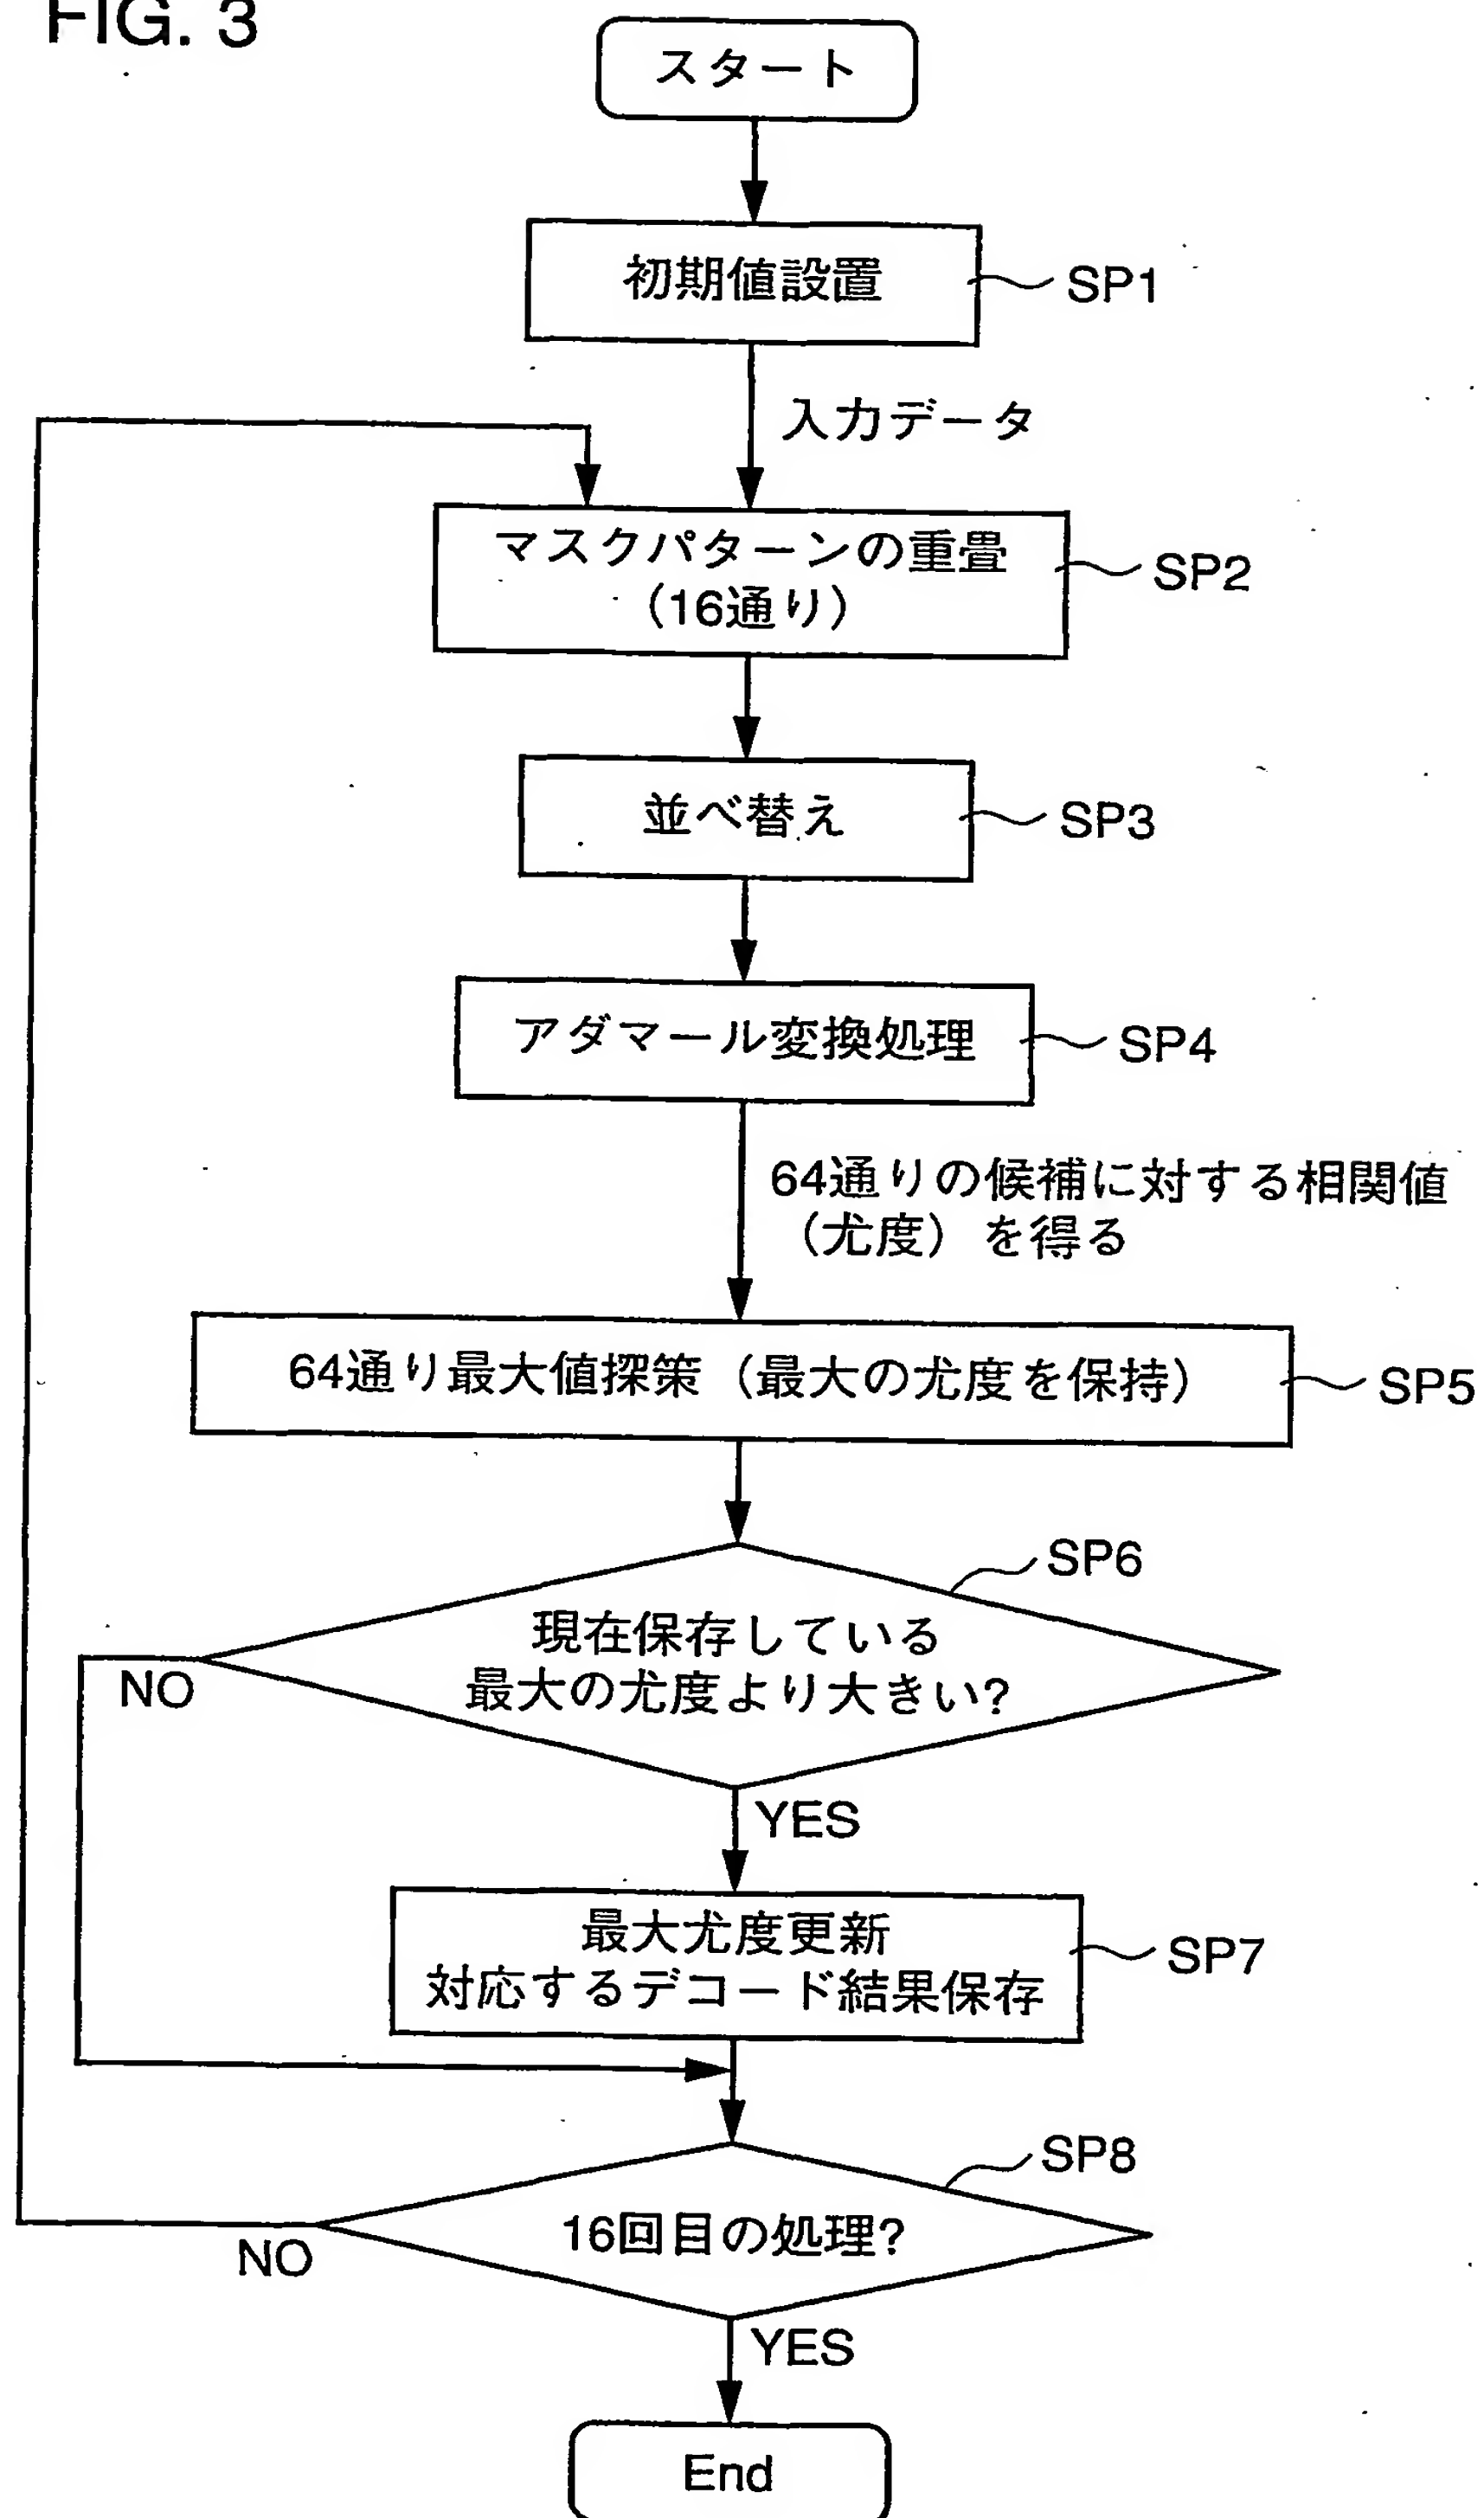 FIG. 3
スタート
初期値設置
SP1
入力データ
マスクパターンの重畳
(16通り)
SP2
並べ替え
SP3
アダマール変換処理
SP4
64通りの候補に対する相関値
(尤度) を得る
64通り最大値探策 (最大の尤度を保持)
SP5
SP6
現在保存している
最大の尤度より大きい?
NO
YES
最大尤度更新
対応するデコード結果保存
SP7
SP8
16回目の処理?
NO
YES
End